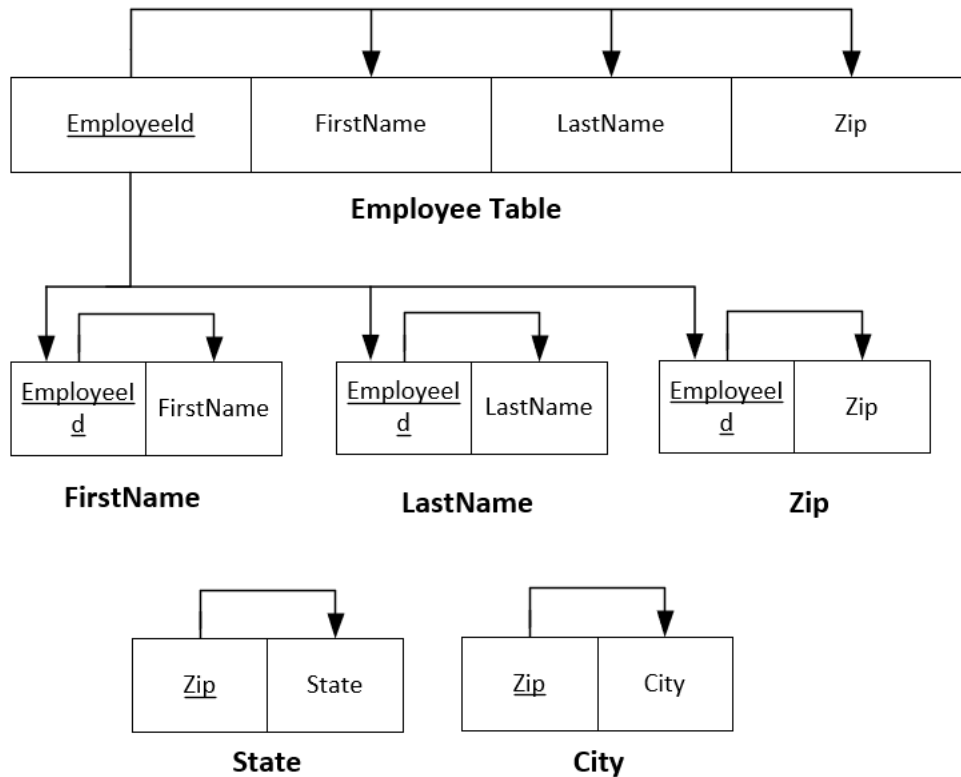 EmployeeId FirstName LastName Zip
Employee Table
EmployeeI
d
FirstName
EmployeeI
d
LastName
EmployeeI
d
Zip
FirstName LastName Zip
Zip State Zip City
State City